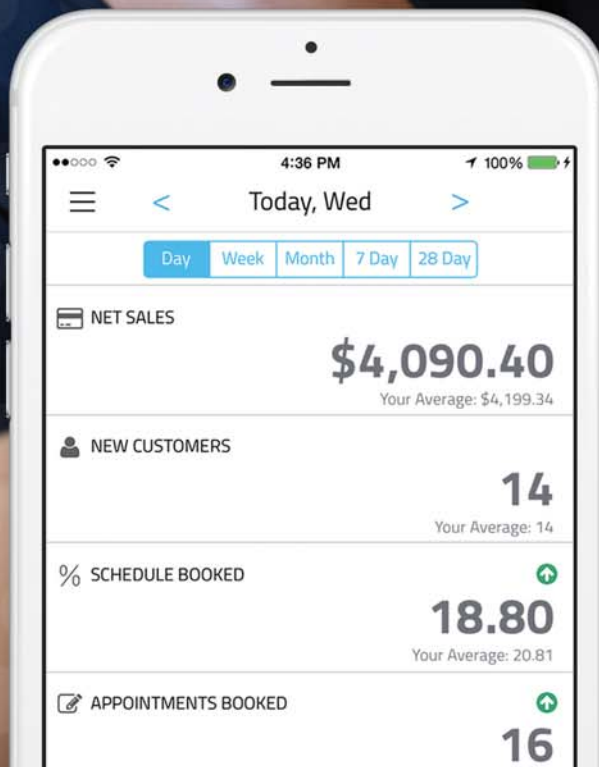 4:36 PM
100%
< Today, Wed >
Day Week Month 7 Day 28 Day
NET SALES
$4,090.40
Your Average: $4,199.34
NEW CUSTOMERS
14
Your Average: 14
% SCHEDULE BOOKED
18.80
Your Average: 20.81
APPOINTMENTS BOOKED
16